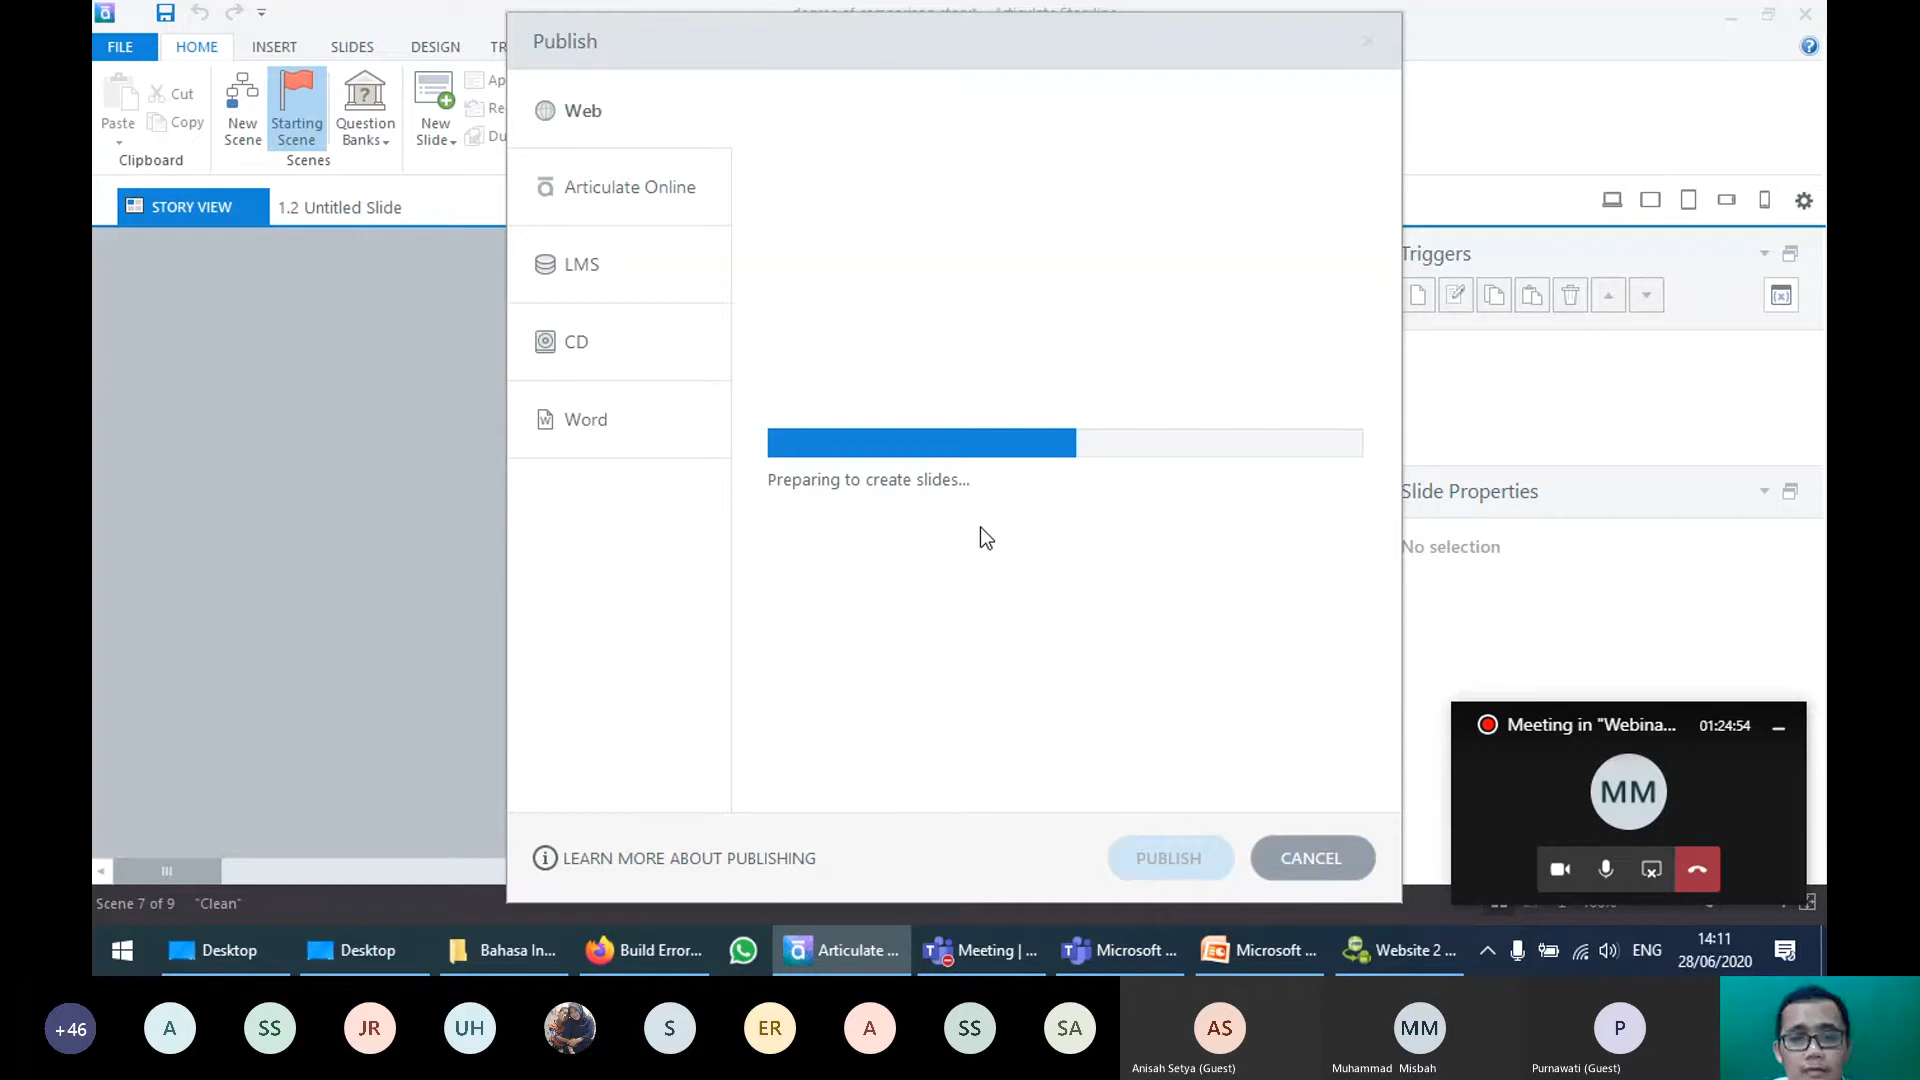 FILE HOME INSERT SLIDES DESIGN
Paste Cut Copy
Clipboard
New Scene
Starting Scene
Question Banks
Scenes
New Slide
STORY VIEW
1.2 Untitled Slide
Publish
Web
Articulate Online
LMS
CD
Word
Preparing to create slides...
LEARN MORE ABOUT PUBLISHING
PUBLISH
CANCEL
Triggers
Slide Properties
No selection
Meeting in "Webina... 01:24:54
MM
Scene 7 of 9 "Clean"
Desktop
Desktop
Bahasa In...
Build Error...
Articulate ...
Meeting | ...
Microsoft ...
Microsoft ...
Website 2 ...
ENG
14:11
28/06/2020
+46 A SS JR UH S ER A SS SA AS MM P
Anisah Setya (Guest)
Muhammad Misbah
Purnawati (Guest)